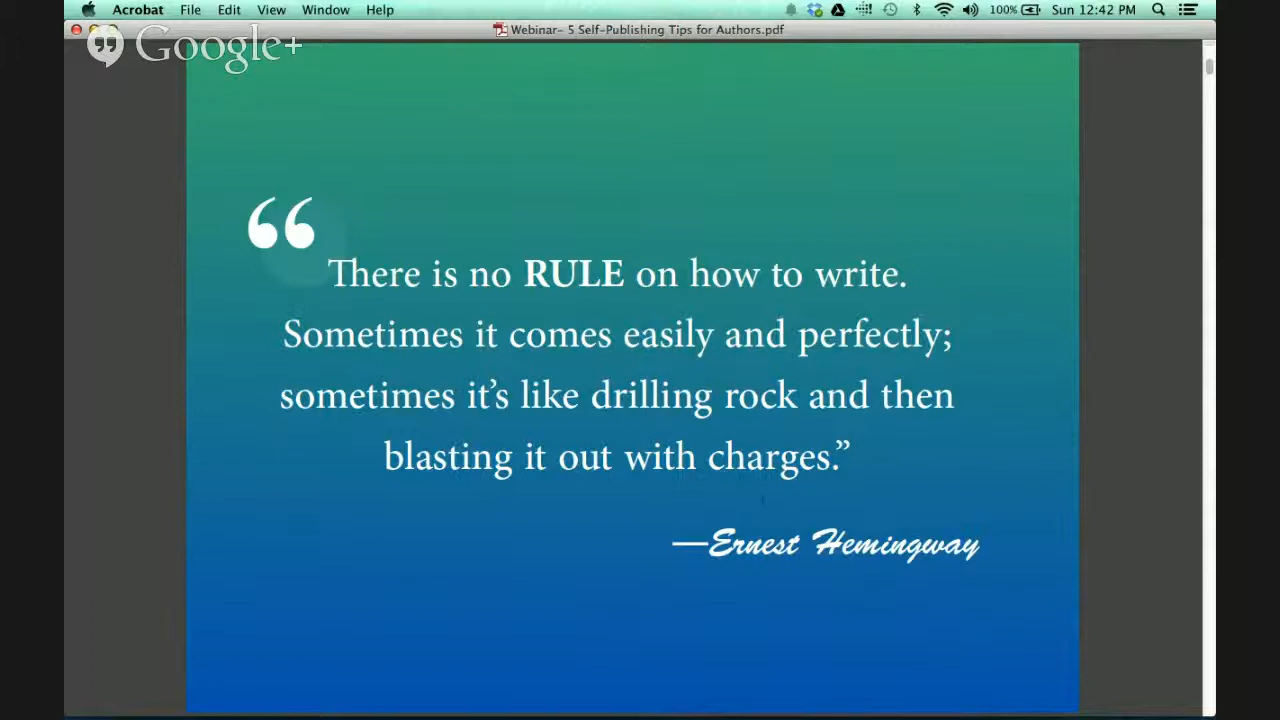 Acrobat File Edit View Window Help 100% Sun 12:42 PM
Webinar– 5 Self-Publishing Tips for Authors.pdf
Google+
“
There is no RULE on how to write.
Sometimes it comes easily and perfectly;
sometimes it’s like drilling rock and then
blasting it out with charges.”
—Ernest Hemingway